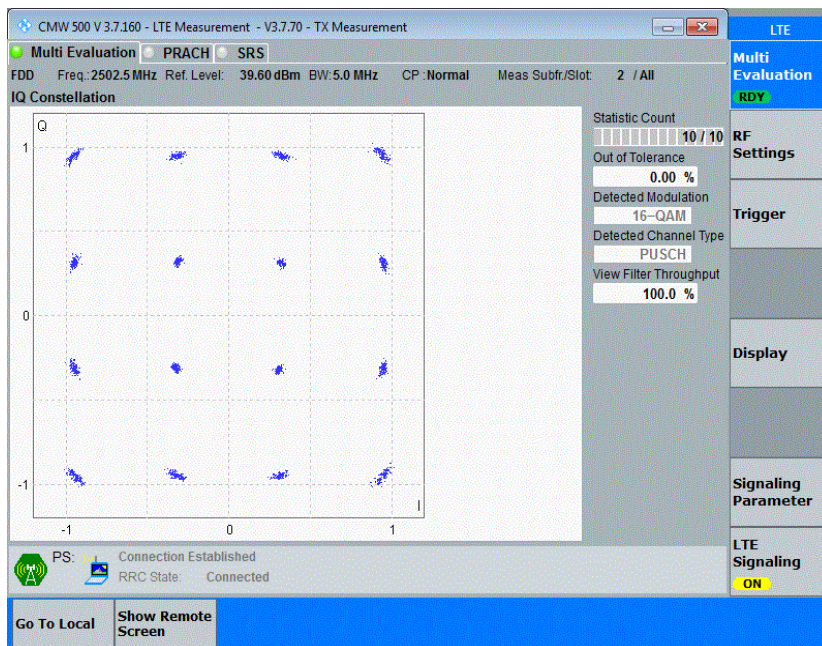 CMW 500 V 3.7.160 - LTE Measurement - V3.7.70 - TX Measurement
LTE
Multi Evaluation PRACH SRS
FDD Freq.: 2502.5 MHz Ref. Level: 39.60 dBm BW: 5.0 MHz CP : Normal Meas Subfr./Slot: 2 / All
IQ Constellation
Q
1
0
-1
-1
0
1
I
Statistic Count
10 / 10
Out of Tolerance
0.00 %
Detected Modulation
16-QAM
Detected Channel Type
PUSCH
View Filter Throughput
100.0 %
Multi
Evaluation
RDY
RF
Settings
Trigger
Display
Signaling
Parameter
LTE
Signaling
ON
PS: Connection Established
RRC State: Connected
Go To Local
Show Remote
Screen